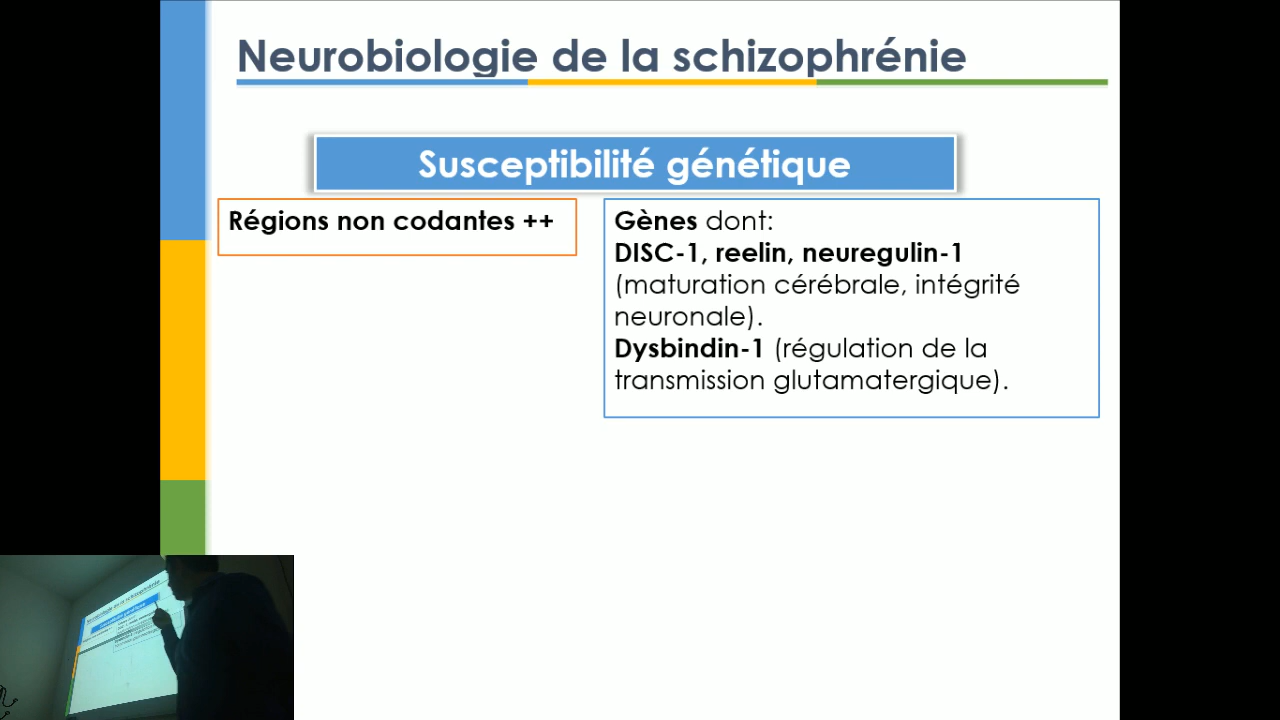 Neurobiologie de la schizophrénie
Susceptibilité génétique
Régions non codantes ++
Gènes dont:
DISC-1, reelin, neuregulin-1
(maturation cérébrale, intégrité
neuronale).
Dysbindin-1 (régulation de la
transmission glutamatergique).